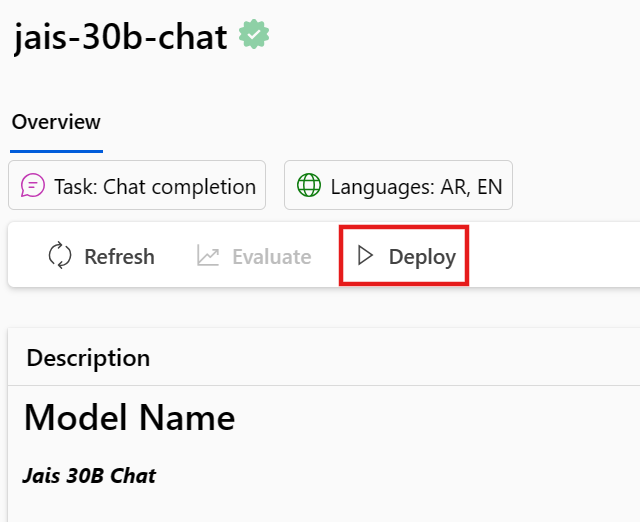 jais-30b-chat
Overview
Task: Chat completion Languages: AR, EN
Refresh Evaluate Deploy
Description
Model Name
Jais 30B Chat